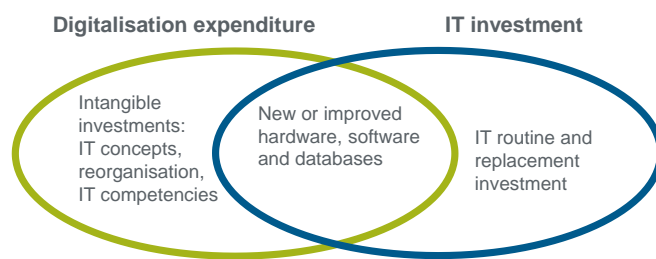 Digitalisation expenditure
IT investment
Intangible
investments:
IT concepts,
reorganisation,
IT competencies
New or improved
hardware, software
and databases
IT routine and
replacement
investment